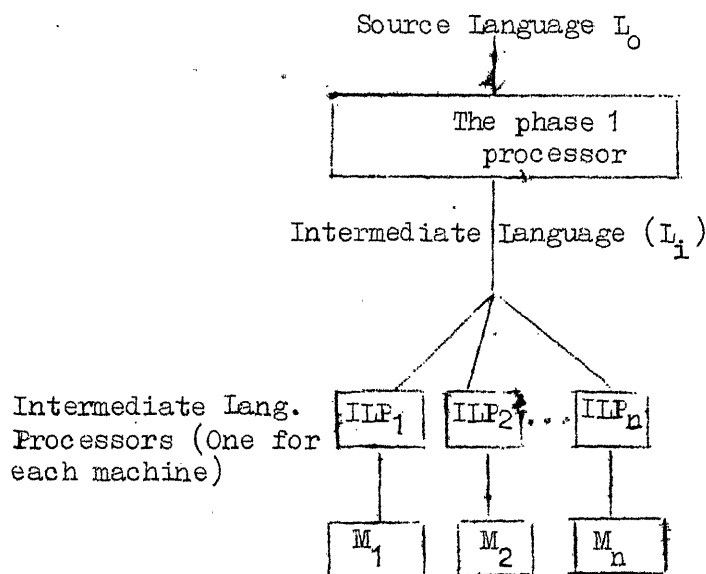 Source Language L₀
The phase 1
processor
Intermediate Language (Lᵢ)
Intermediate Lang.
Processors (One for
each machine)
ILP₁ ILP₂ ... ILPₙ
M₁ M₂ Mₙ